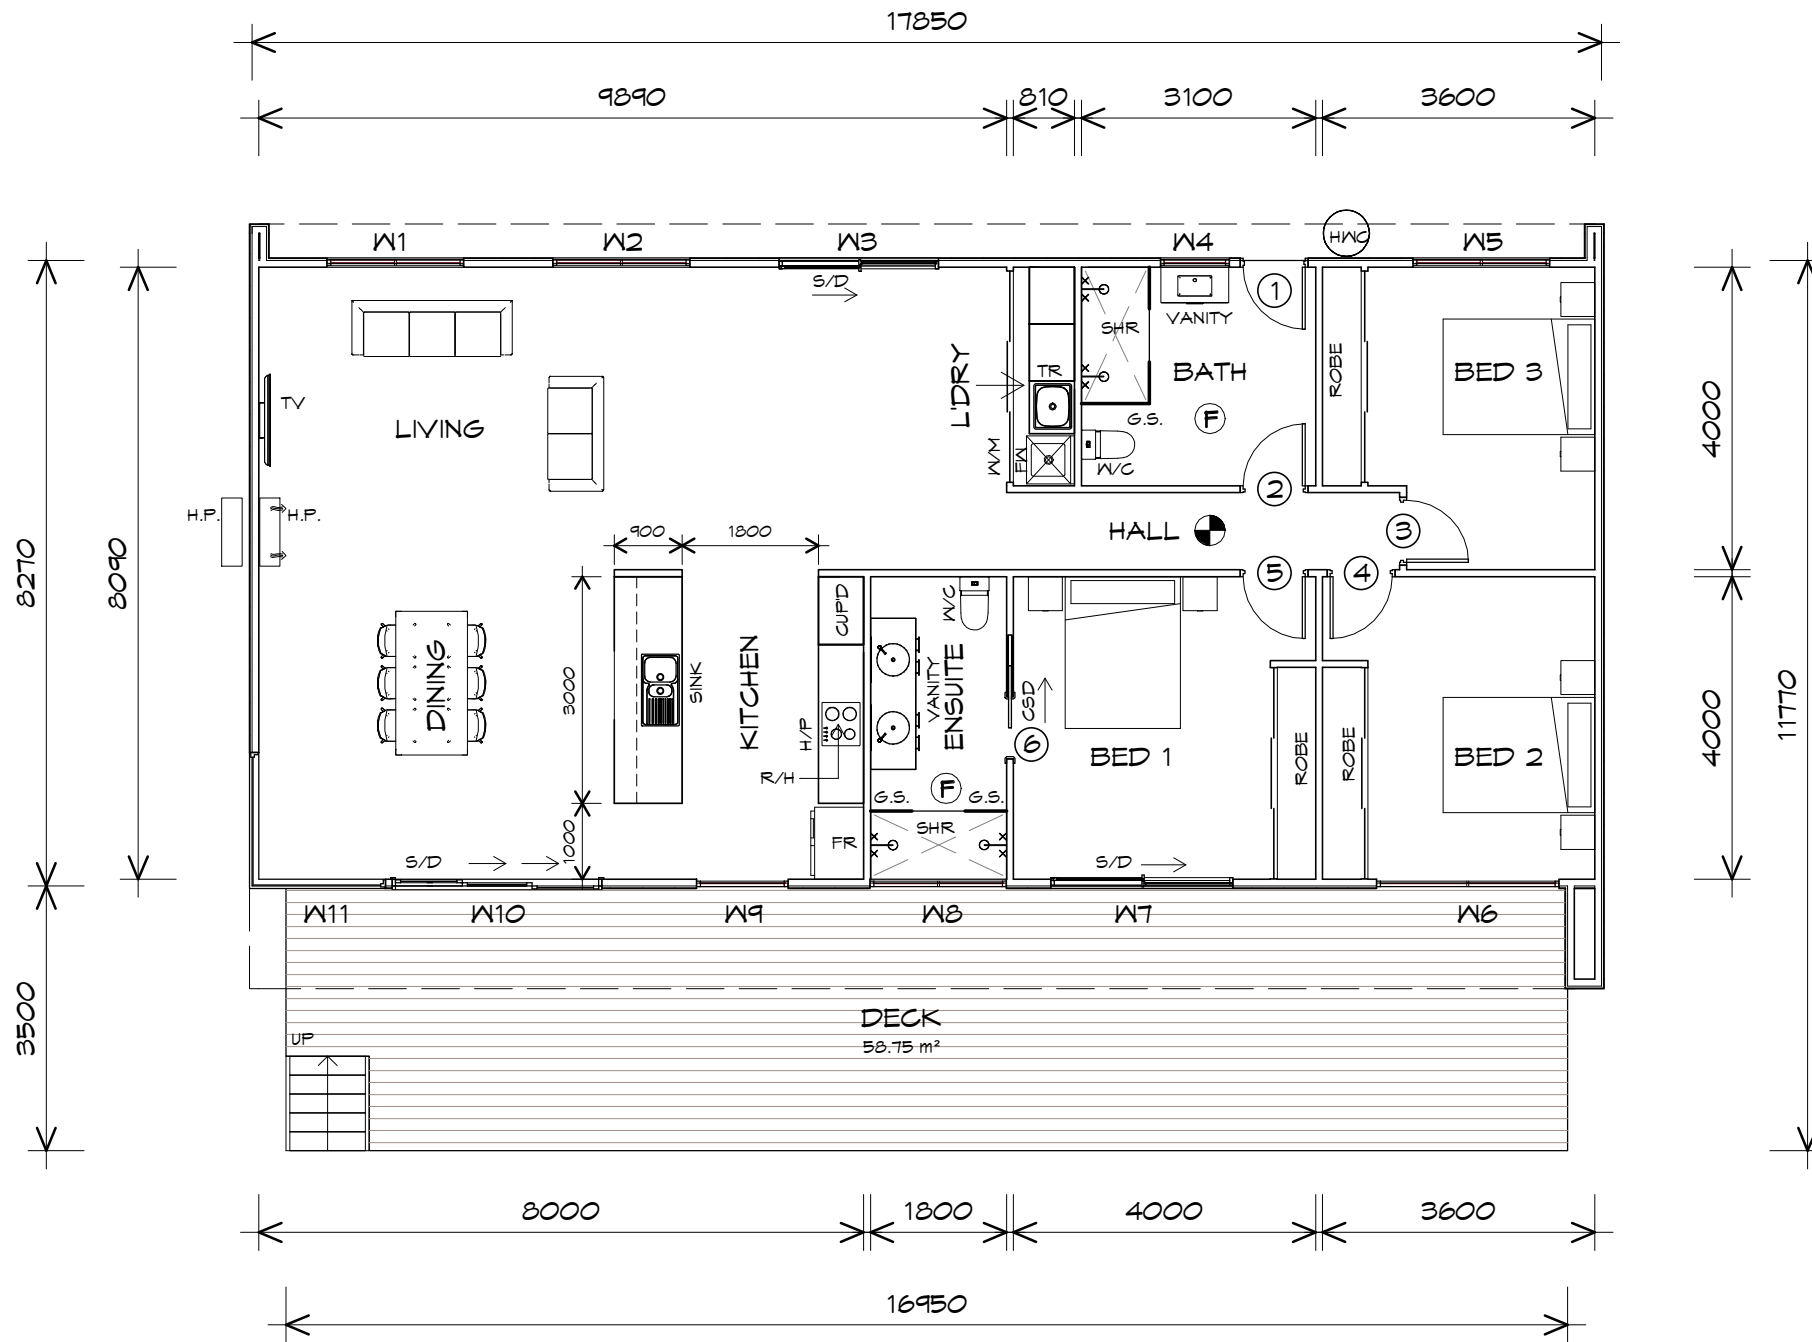 17850
9890
810
3100
3600
W1
W2
W3
W4
HWC
W5
S/D
SHR
VANITY
1
TV
LIVING
L'DRY
TR
BATH
ROBE
BED 3
G.S.
F
W/M
FW
W/C
2
H.P.
H.P.
8270
8090
4000
900
1800
HALL
3
5
4
CUP'D
W/C
DINING
3000
SINK
KITCHEN
H/P
R/H
VANITY
ENSUITE
CSD
6
BED 1
ROBE
ROBE
BED 2
4000
11770
G.S.
F
G.S.
SHR
FR
1000
S/D
S/D
W11
W10
W9
W8
W7
W6
3500
DECK
58.75 m²
UP
8000
1800
4000
3600
16950